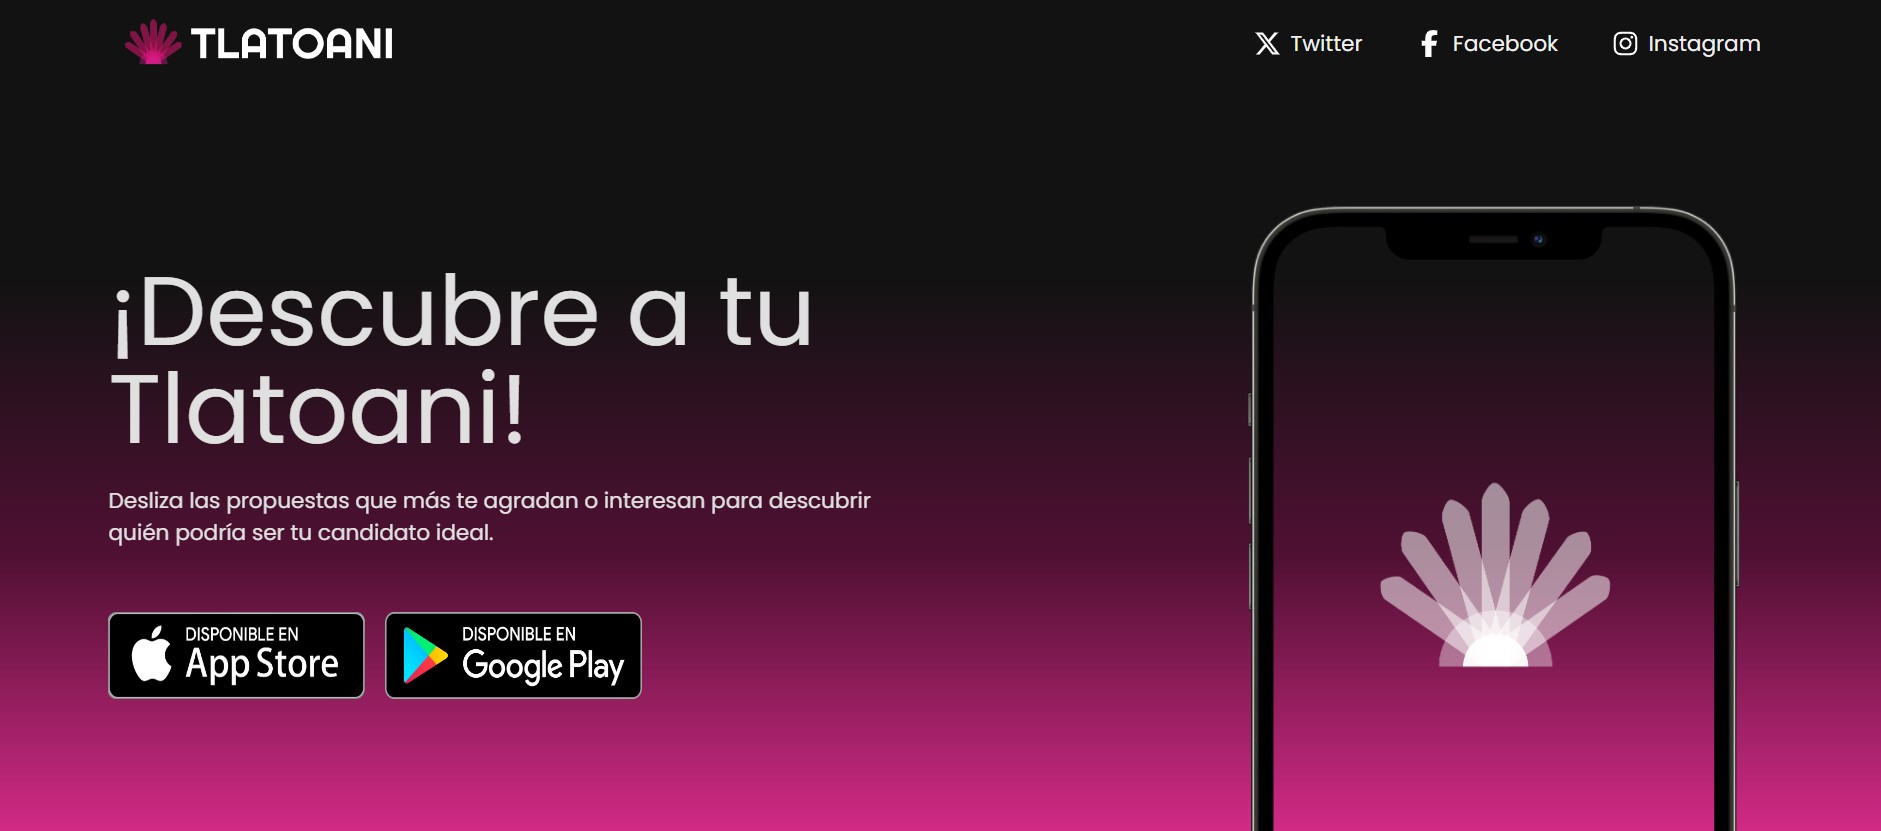 TLATOANI
Twitter
Facebook
Instagram
¡Descubre a tu
Tlatoani!
Desliza las propuestas que más te agradan o interesan para descubrir
quién podría ser tu candidato ideal.
DISPONIBLE EN
App Store
DISPONIBLE EN
Google Play